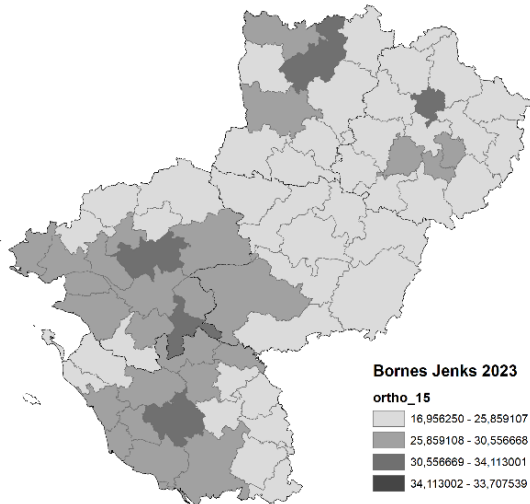 Bornes Jenks 2023
ortho_15
16,956250 - 25,859107
25,859108 - 30,556668
30,556669 - 34,113001
34,113002 - 33,707539